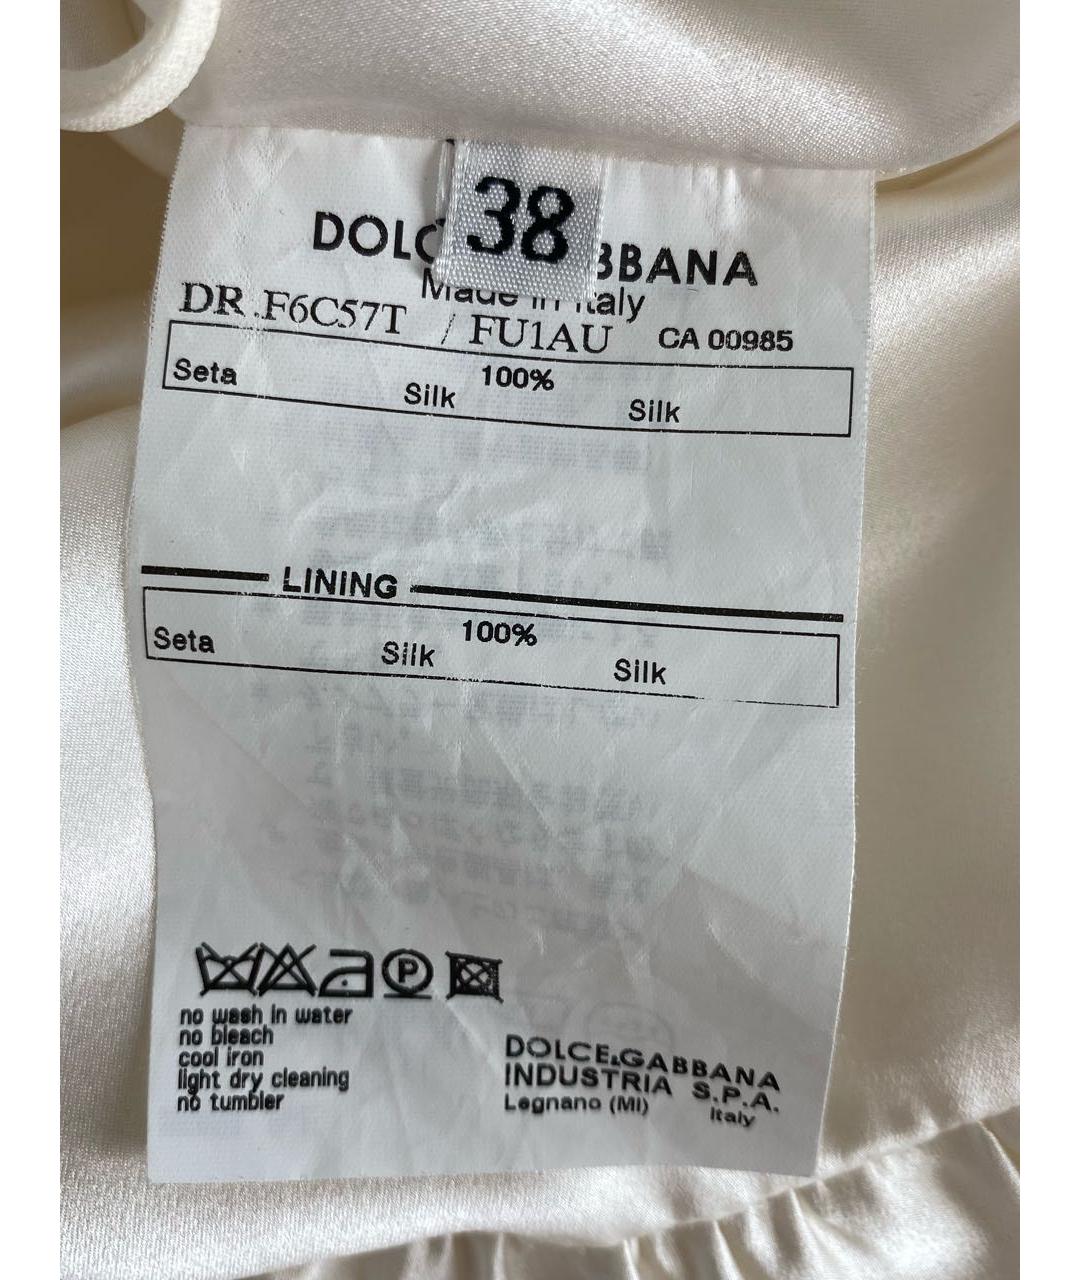 38
DOLC BBANA
Made in Italy
DR.F6C57T / FU1AU CA 00985
Seta 100%
Silk Silk
LINING
Seta 100%
Silk Silk
P
no wash in water
no bleach
cool iron
light dry cleaning
no tumbler
DOLCE&GABBANA
INDUSTRIA S.P.A.
Legnano (MI)
Italy